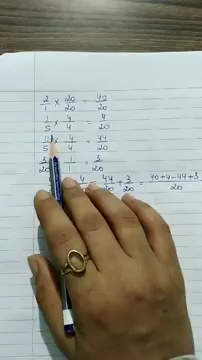 2/1 × 20/20 = 40/20
1/5 × 4/4 = 4/20
11/5 × 4/4 = 44/20
3/20 1/1 = 3/20
4 44/20 + 3/20 = 40+4-44+3/20